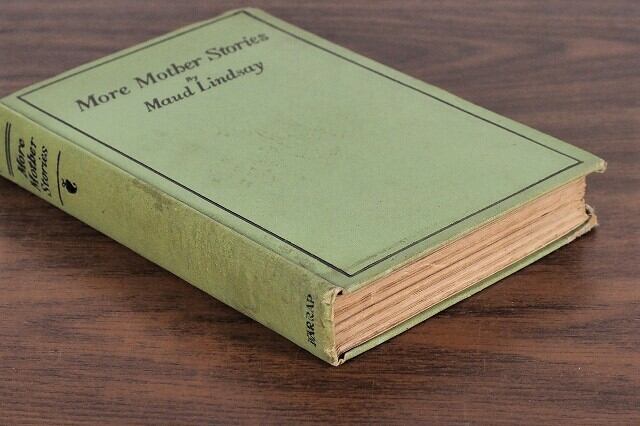 More Mother Stories
By
Maud Lindsay
More
Mother
Stories
HARRAP